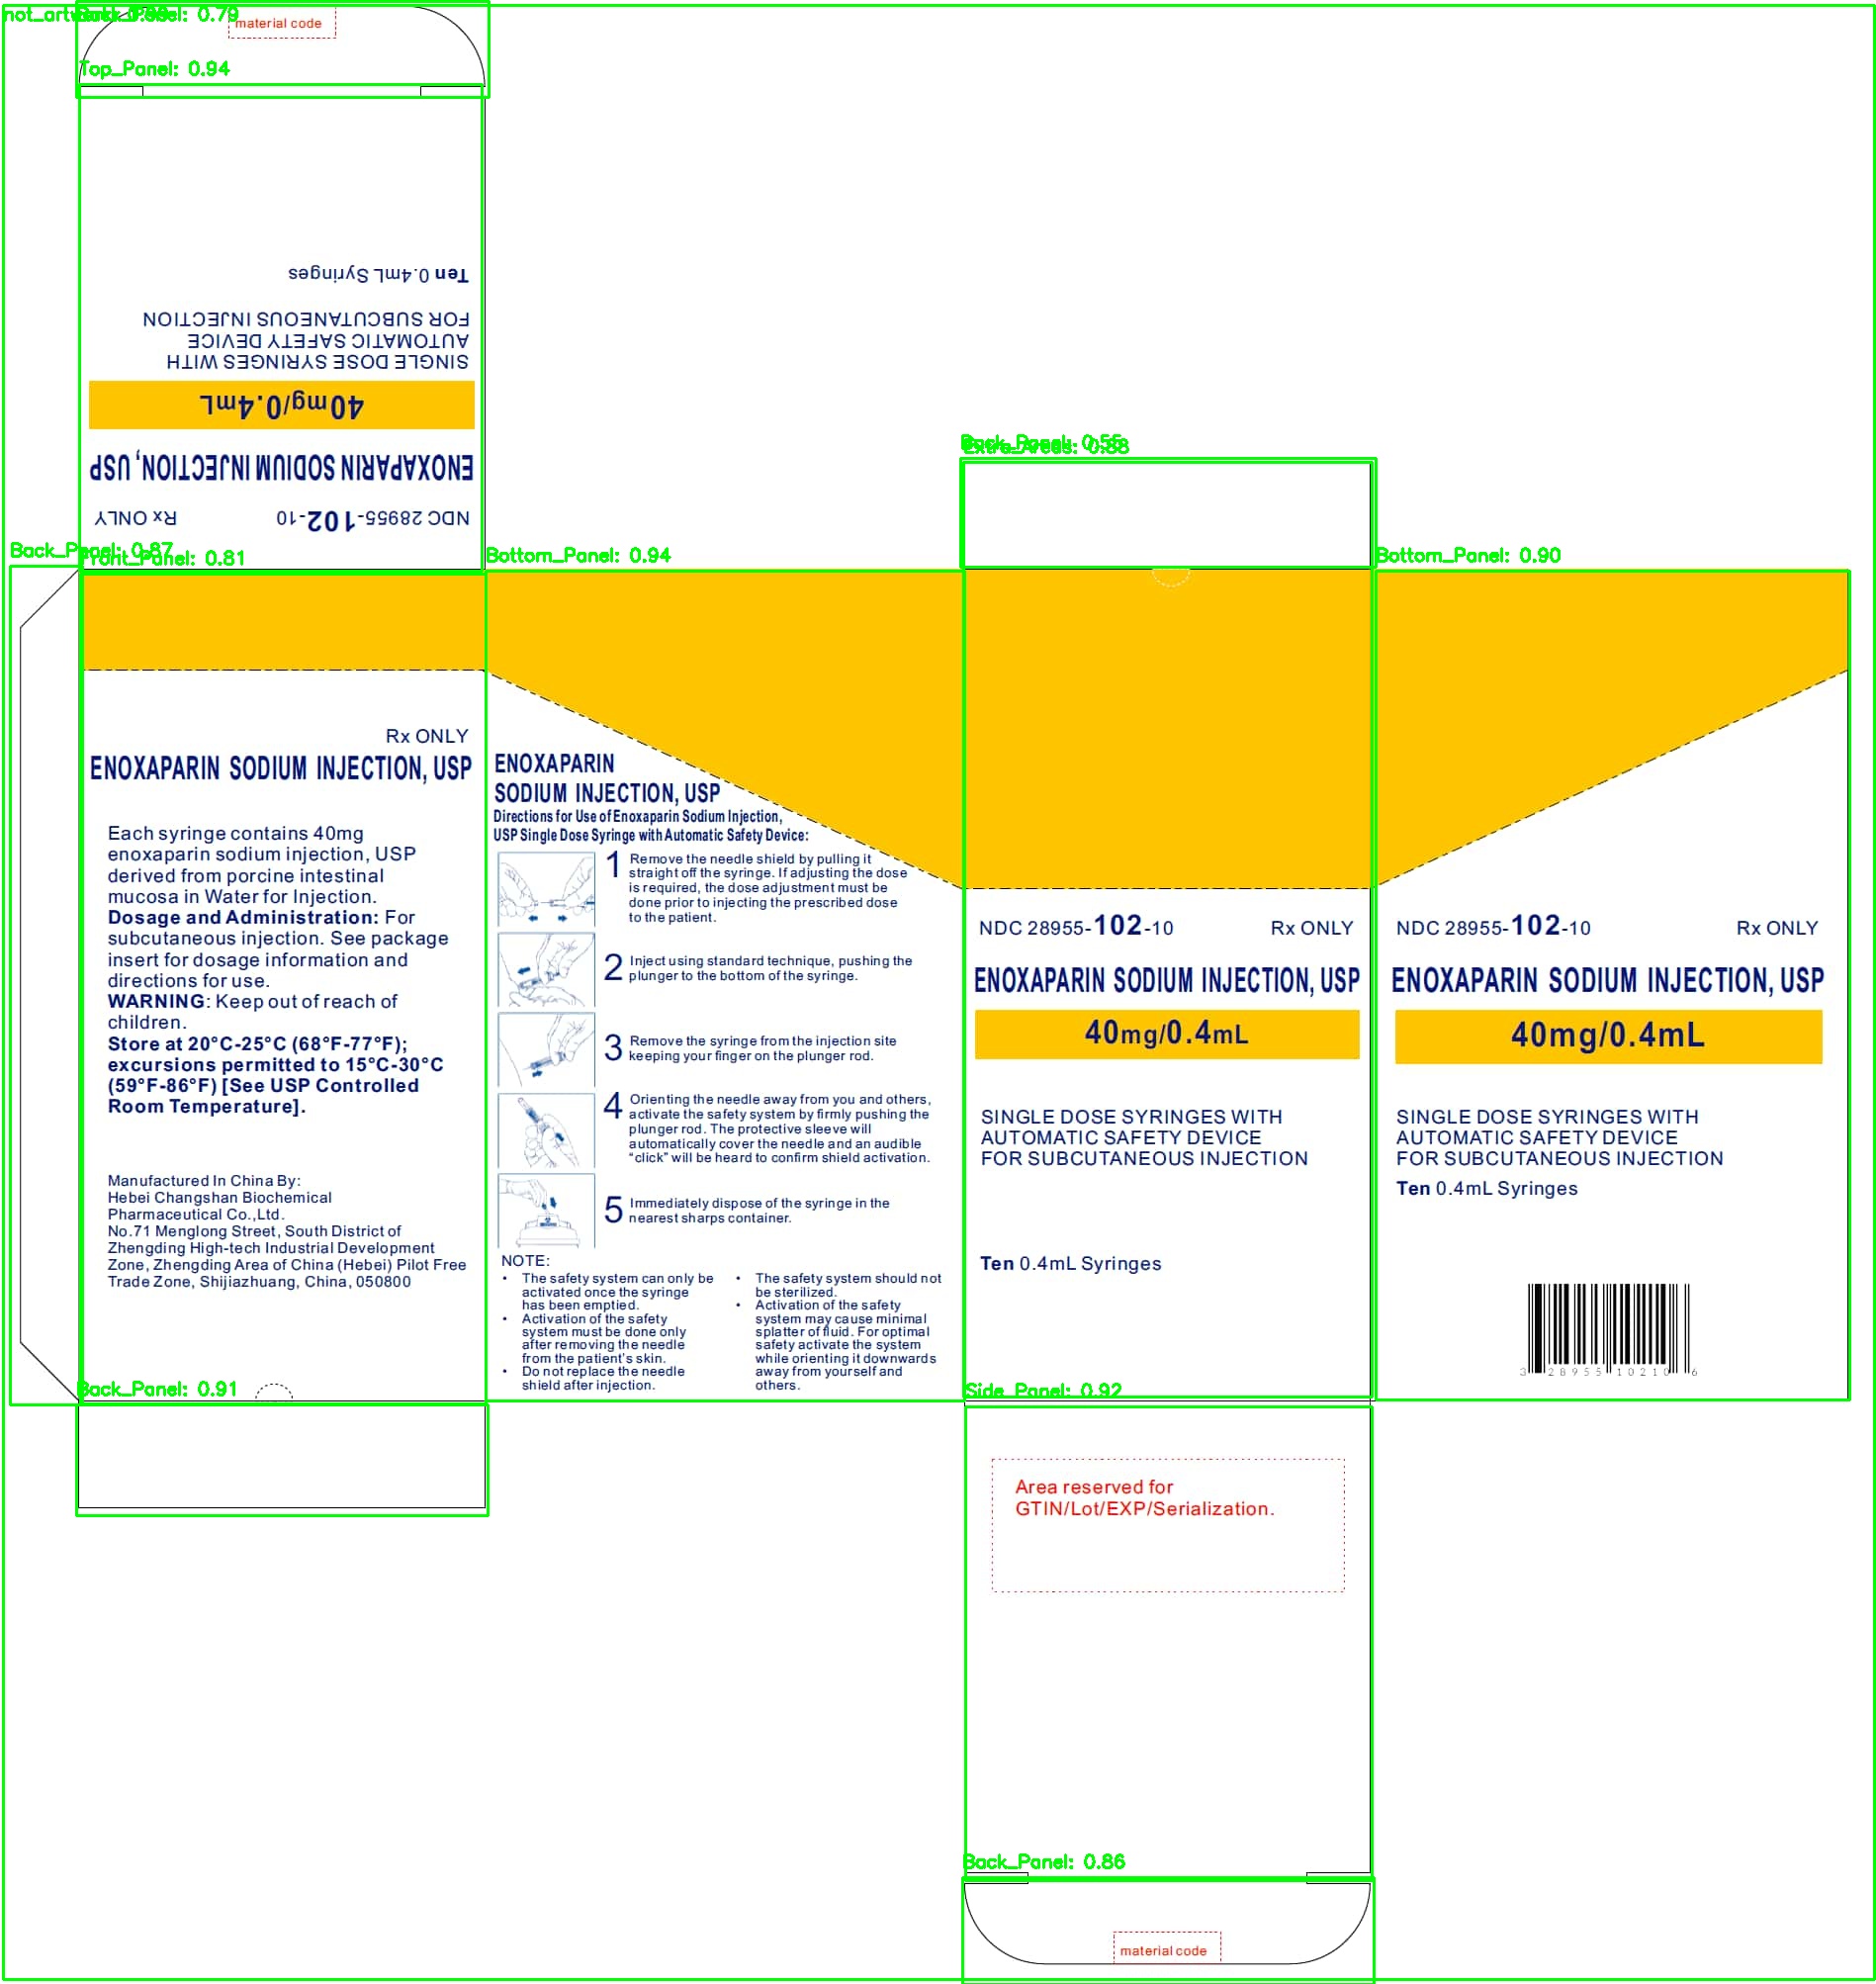 material code
Top_Panel: 0.94
Ten 0.4mL Syringes
FOR SUBCUTANEOUS INJECTION
AUTOMATIC SAFETY DEVICE
SINGLE DOSE SYRINGES WITH
40mg/0.4mL
ENOXAPARIN SODIUM INJECTION, USP
NDC 28955-102-10 Rx ONLY
Back_Panel: 0.87
Front_Panel: 0.81
Rx ONLY
ENOXAPARIN SODIUM INJECTION, USP
Each syringe contains 40mg
enoxaparin sodium injection, USP
derived from porcine intestinal
mucosa in Water for Injection.
Dosage and Administration: For
subcutaneous injection. See package
insert for dosage information and
directions for use.
WARNING: Keep out of reach of
children.
Store at 20°C-25°C (68°F-77°F);
excursions permitted to 15°C-30°C
(59°F-86°F) [See USP Controlled
Room Temperature].
Manufactured In China By:
Hebei Changshan Biochemical
Pharmaceutical Co.,Ltd.
No.71 Menglong Street, South District of
Zhengding High-tech Industrial Development
Zone, Zhengding Area of China (Hebei) Pilot Free
Trade Zone, Shijiazhuang, China, 050800
Back_Panel: 0.91
Bottom_Panel: 0.94
ENOXAPARIN
SODIUM INJECTION, USP
Directions for Use of Enoxaparin Sodium Injection,
USP Single Dose Syringe with Automatic Safety Device:
1 Remove the needle shield by pulling it
straight off the syringe. If adjusting the dose
is required, the dose adjustment must be
done prior to injecting the prescribed dose
to the patient.
2 Inject using standard technique, pushing the
plunger to the bottom of the syringe.
3 Remove the syringe from the injection site
keeping your finger on the plunger rod.
4 Orienting the needle away from you and others,
activate the safety system by firmly pushing the
plunger rod. The protective sleeve will
automatically cover the needle and an audible
“click” will be heard to confirm shield activation.
5 Immediately dispose of the syringe in the
nearest sharps container.
NOTE:
• The safety system can only be
activated once the syringe
has been emptied.
• Activation of the safety
system must be done only
after removing the needle
from the patient's skin.
• Do not replace the needle
shield after injection.
• The safety system should not
be sterilized.
• Activation of the safety
system may cause minimal
splatter of fluid. For optimal
safety activate the system
while orienting it downwards
away from yourself and
others.
NDC 28955-102-10 Rx ONLY
ENOXAPARIN SODIUM INJECTION, USP
40mg/0.4mL
SINGLE DOSE SYRINGES WITH
AUTOMATIC SAFETY DEVICE
FOR SUBCUTANEOUS INJECTION
Ten 0.4mL Syringes
Side_Panel: 0.92
Area reserved for
GTIN/Lot/EXP/Serialization.
Back_Panel: 0.86
material code
Bottom_Panel: 0.90
NDC 28955-102-10 Rx ONLY
ENOXAPARIN SODIUM INJECTION, USP
40mg/0.4mL
SINGLE DOSE SYRINGES WITH
AUTOMATIC SAFETY DEVICE
FOR SUBCUTANEOUS INJECTION
Ten 0.4mL Syringes
3 28955 10210 6